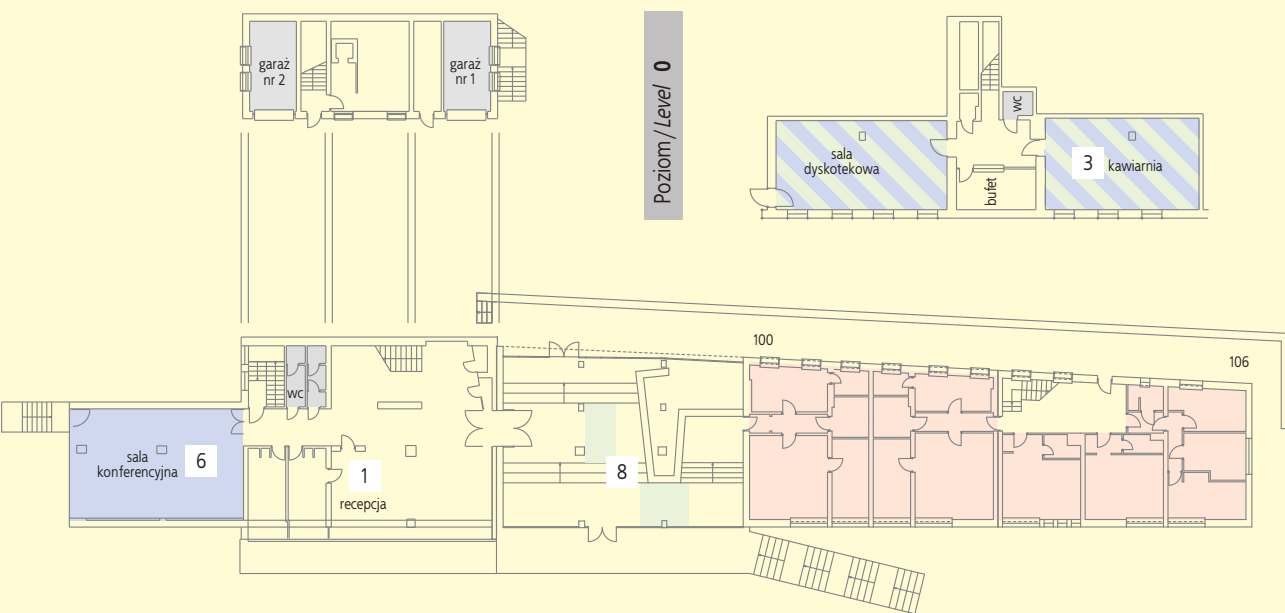 garaż
nr 2
garaż
nr 1
Poziom/Level 0
wc
sala
dyskotekowa
bufet
3 kawiarnia
100
106
wc
sala
konferencyjna
6
1
recepcja
8